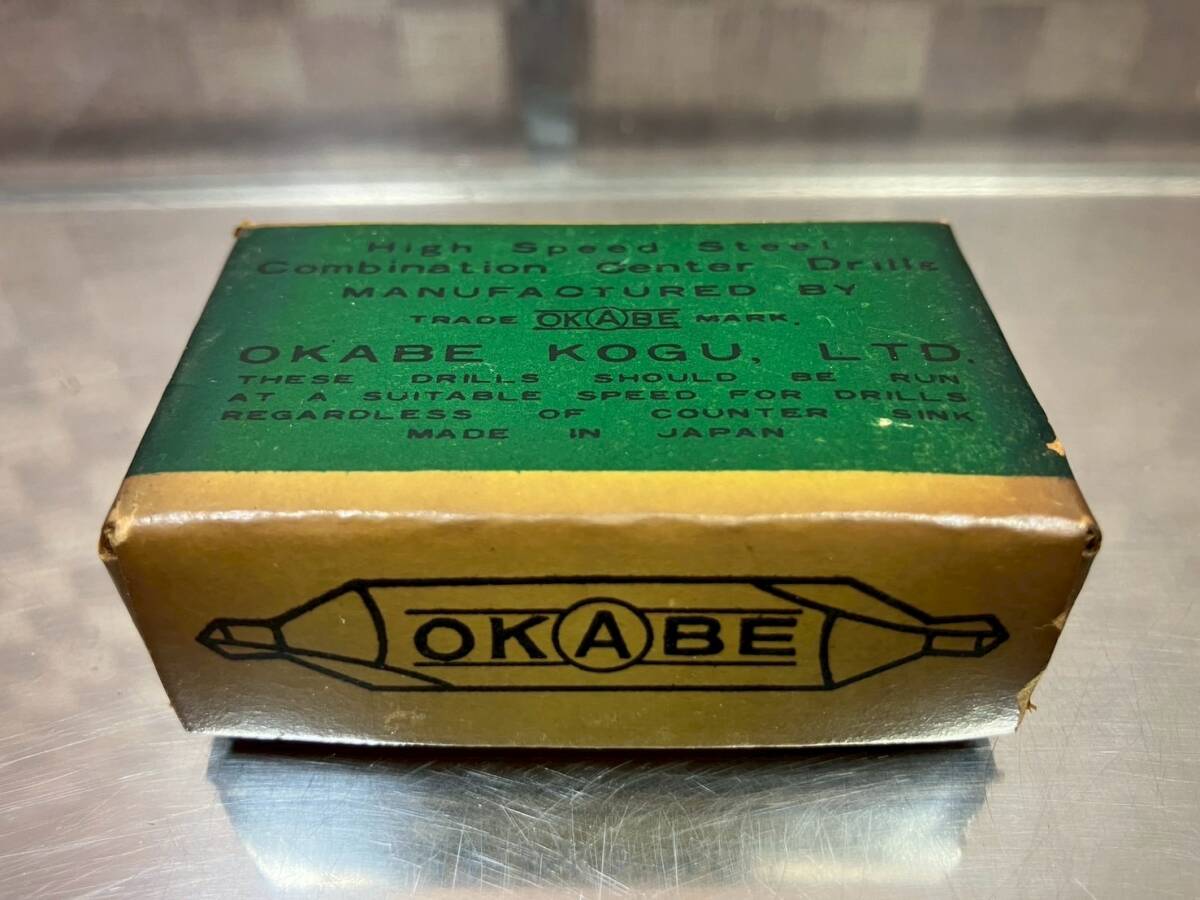 High Speed Steel
Combination Center Drills
MANUFACTURED BY
TRADE OKABE MARK.
OKABE KOGU, LTD.
THESE DRILLS SHOULD BE RUN
AT A SUITABLE SPEED FOR DRILLS
REGARDLESS OF COUNTER SINK
MADE IN JAPAN
OKABE